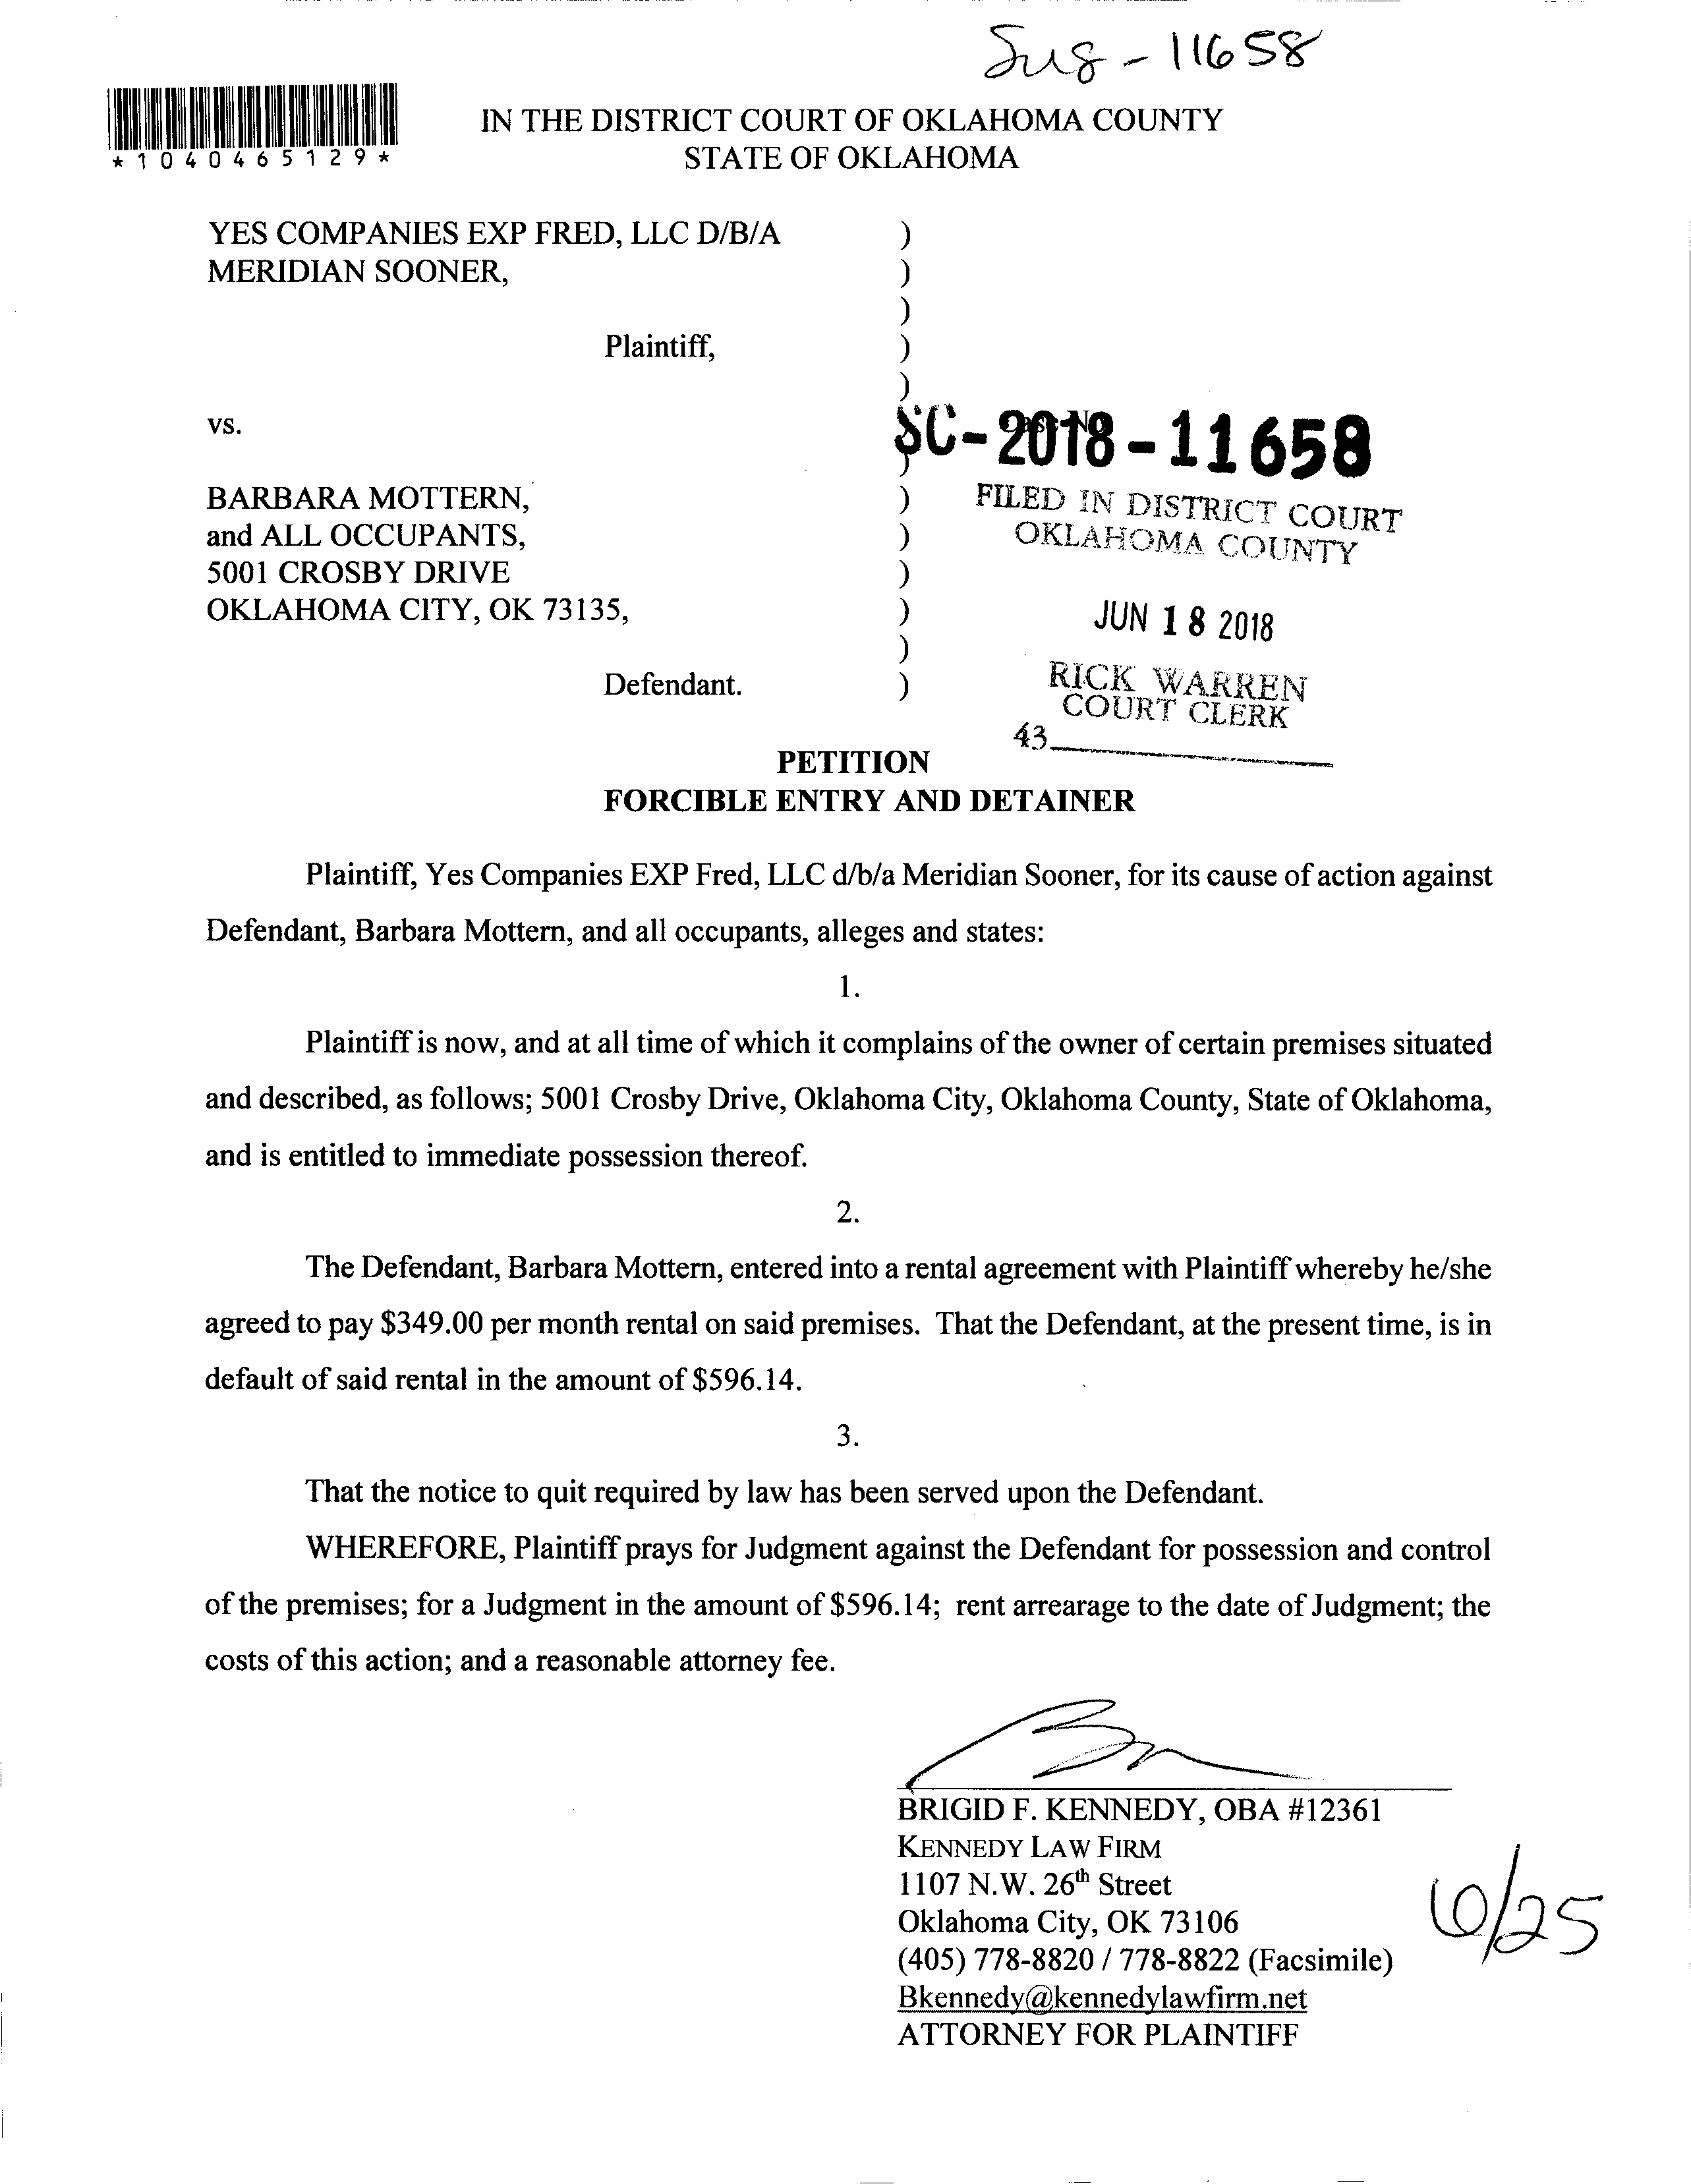 Sug - 11658
*1040465129*
IN THE DISTRICT COURT OF OKLAHOMA COUNTY
STATE OF OKLAHOMA
YES COMPANIES EXP FRED, LLC D/B/A )
MERIDIAN SOONER, )
)
Plaintiff, )
)
vs.
SC-2018-11658
)
BARBARA MOTTERN, )
and ALL OCCUPANTS, )
5001 CROSBY DRIVE )
OKLAHOMA CITY, OK 73135, )
)
Defendant. )
FILED IN DISTRICT COURT
OKLAHOMA COUNTY
JUN 18 2018
RICK WARREN
COURT CLERK
43
PETITION
FORCIBLE ENTRY AND DETAINER
Plaintiff, Yes Companies EXP Fred, LLC d/b/a Meridian Sooner, for its cause of action against
Defendant, Barbara Mottern, and all occupants, alleges and states:
1.
Plaintiff is now, and at all time of which it complains of the owner of certain premises situated
and described, as follows; 5001 Crosby Drive, Oklahoma City, Oklahoma County, State of Oklahoma,
and is entitled to immediate possession thereof.
2.
The Defendant, Barbara Mottern, entered into a rental agreement with Plaintiff whereby he/she
agreed to pay $349.00 per month rental on said premises. That the Defendant, at the present time, is in
default of said rental in the amount of $596.14.
3.
That the notice to quit required by law has been served upon the Defendant.
WHEREFORE, Plaintiff prays for Judgment against the Defendant for possession and control
of the premises; for a Judgment in the amount of $596.14; rent arrearage to the date of Judgment; the
costs of this action; and a reasonable attorney fee.
BRIGID F. KENNEDY, OBA #12361
KENNEDY LAW FIRM
1107 N.W. 26th Street
Oklahoma City, OK 73106
(405) 778-8820 / 778-8822 (Facsimile)
Bkennedy@kennedylawfirm.net
ATTORNEY FOR PLAINTIFF
6/25